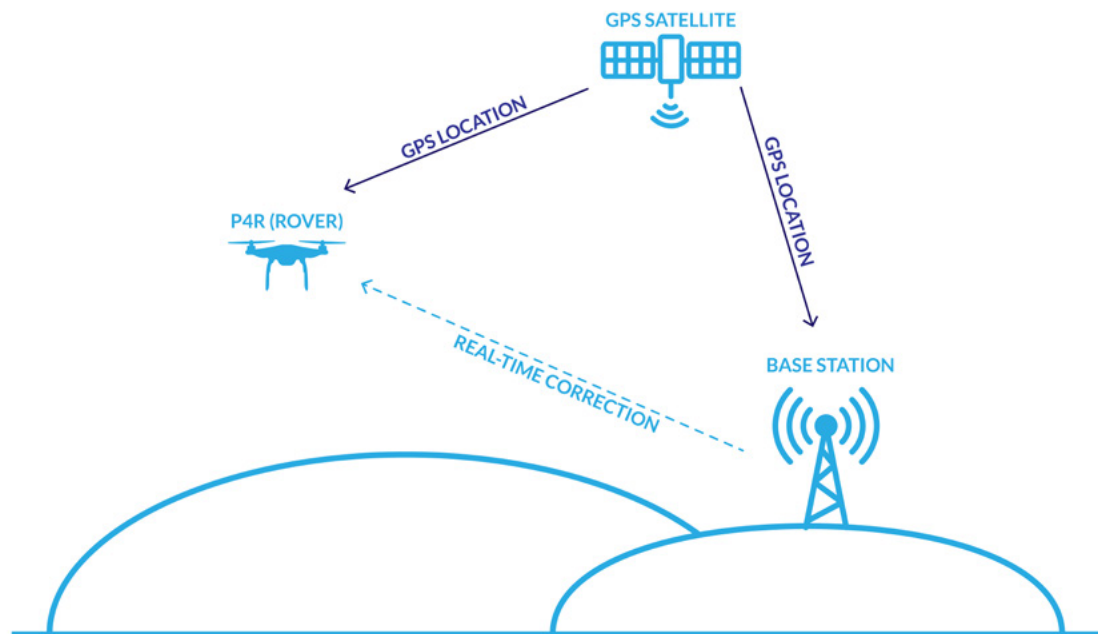 GPS SATELLITE
GPS LOCATION
GPS LOCATION
P4R (ROVER)
REAL-TIME CORRECTION
BASE STATION